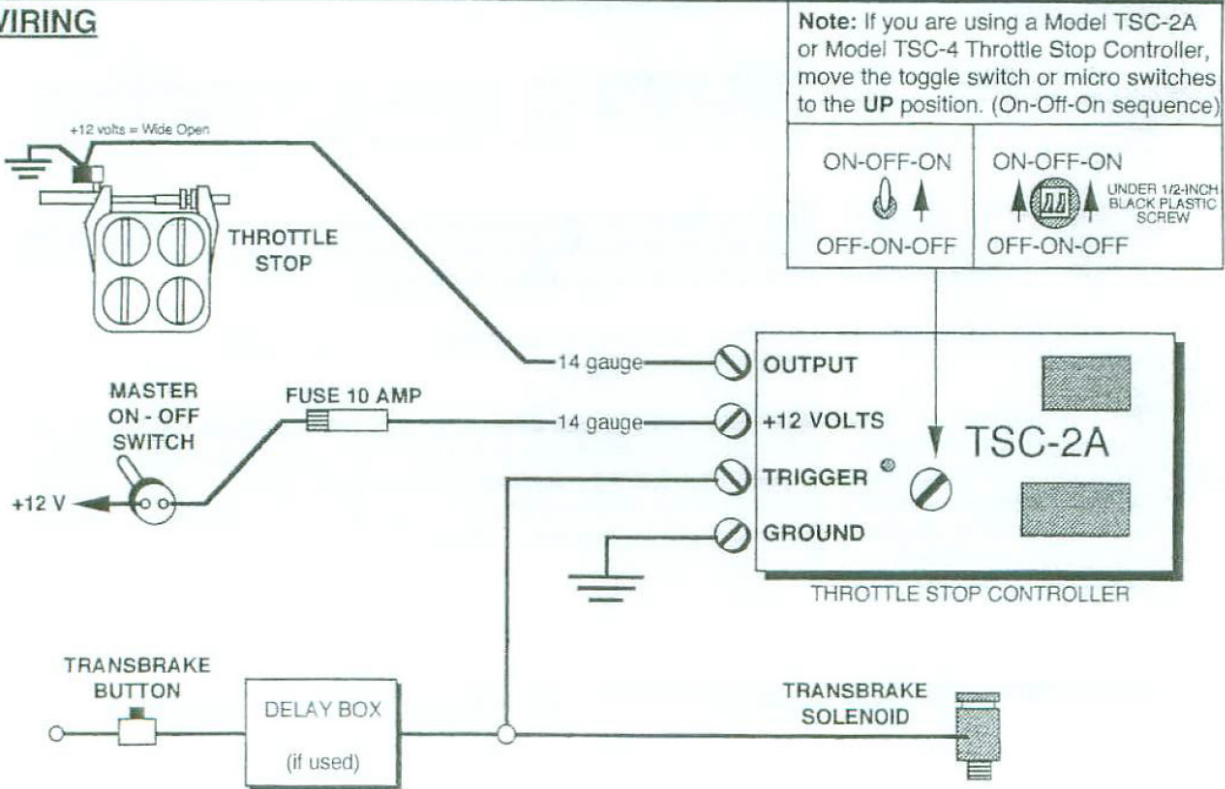 WIRING
Note: If you are using a Model TSC-2A
or Model TSC-4 Throttle Stop Controller,
move the toggle switch or micro switches
to the UP position. (On-Off-On sequence)
ON-OFF-ON
OFF-ON-OFF
ON-OFF-ON
UNDER 1/2-INCH
BLACK PLASTIC
SCREW
OFF-ON-OFF
+12 volts = Wide Open
THROTTLE
STOP
MASTER
ON - OFF
SWITCH
+12 V
FUSE 10 AMP
14 gauge
14 gauge
OUTPUT
+12 VOLTS
TRIGGER
GROUND
TSC-2A
THROTTLE STOP CONTROLLER
TRANSBRAKE
BUTTON
DELAY BOX
(if used)
TRANSBRAKE
SOLENOID